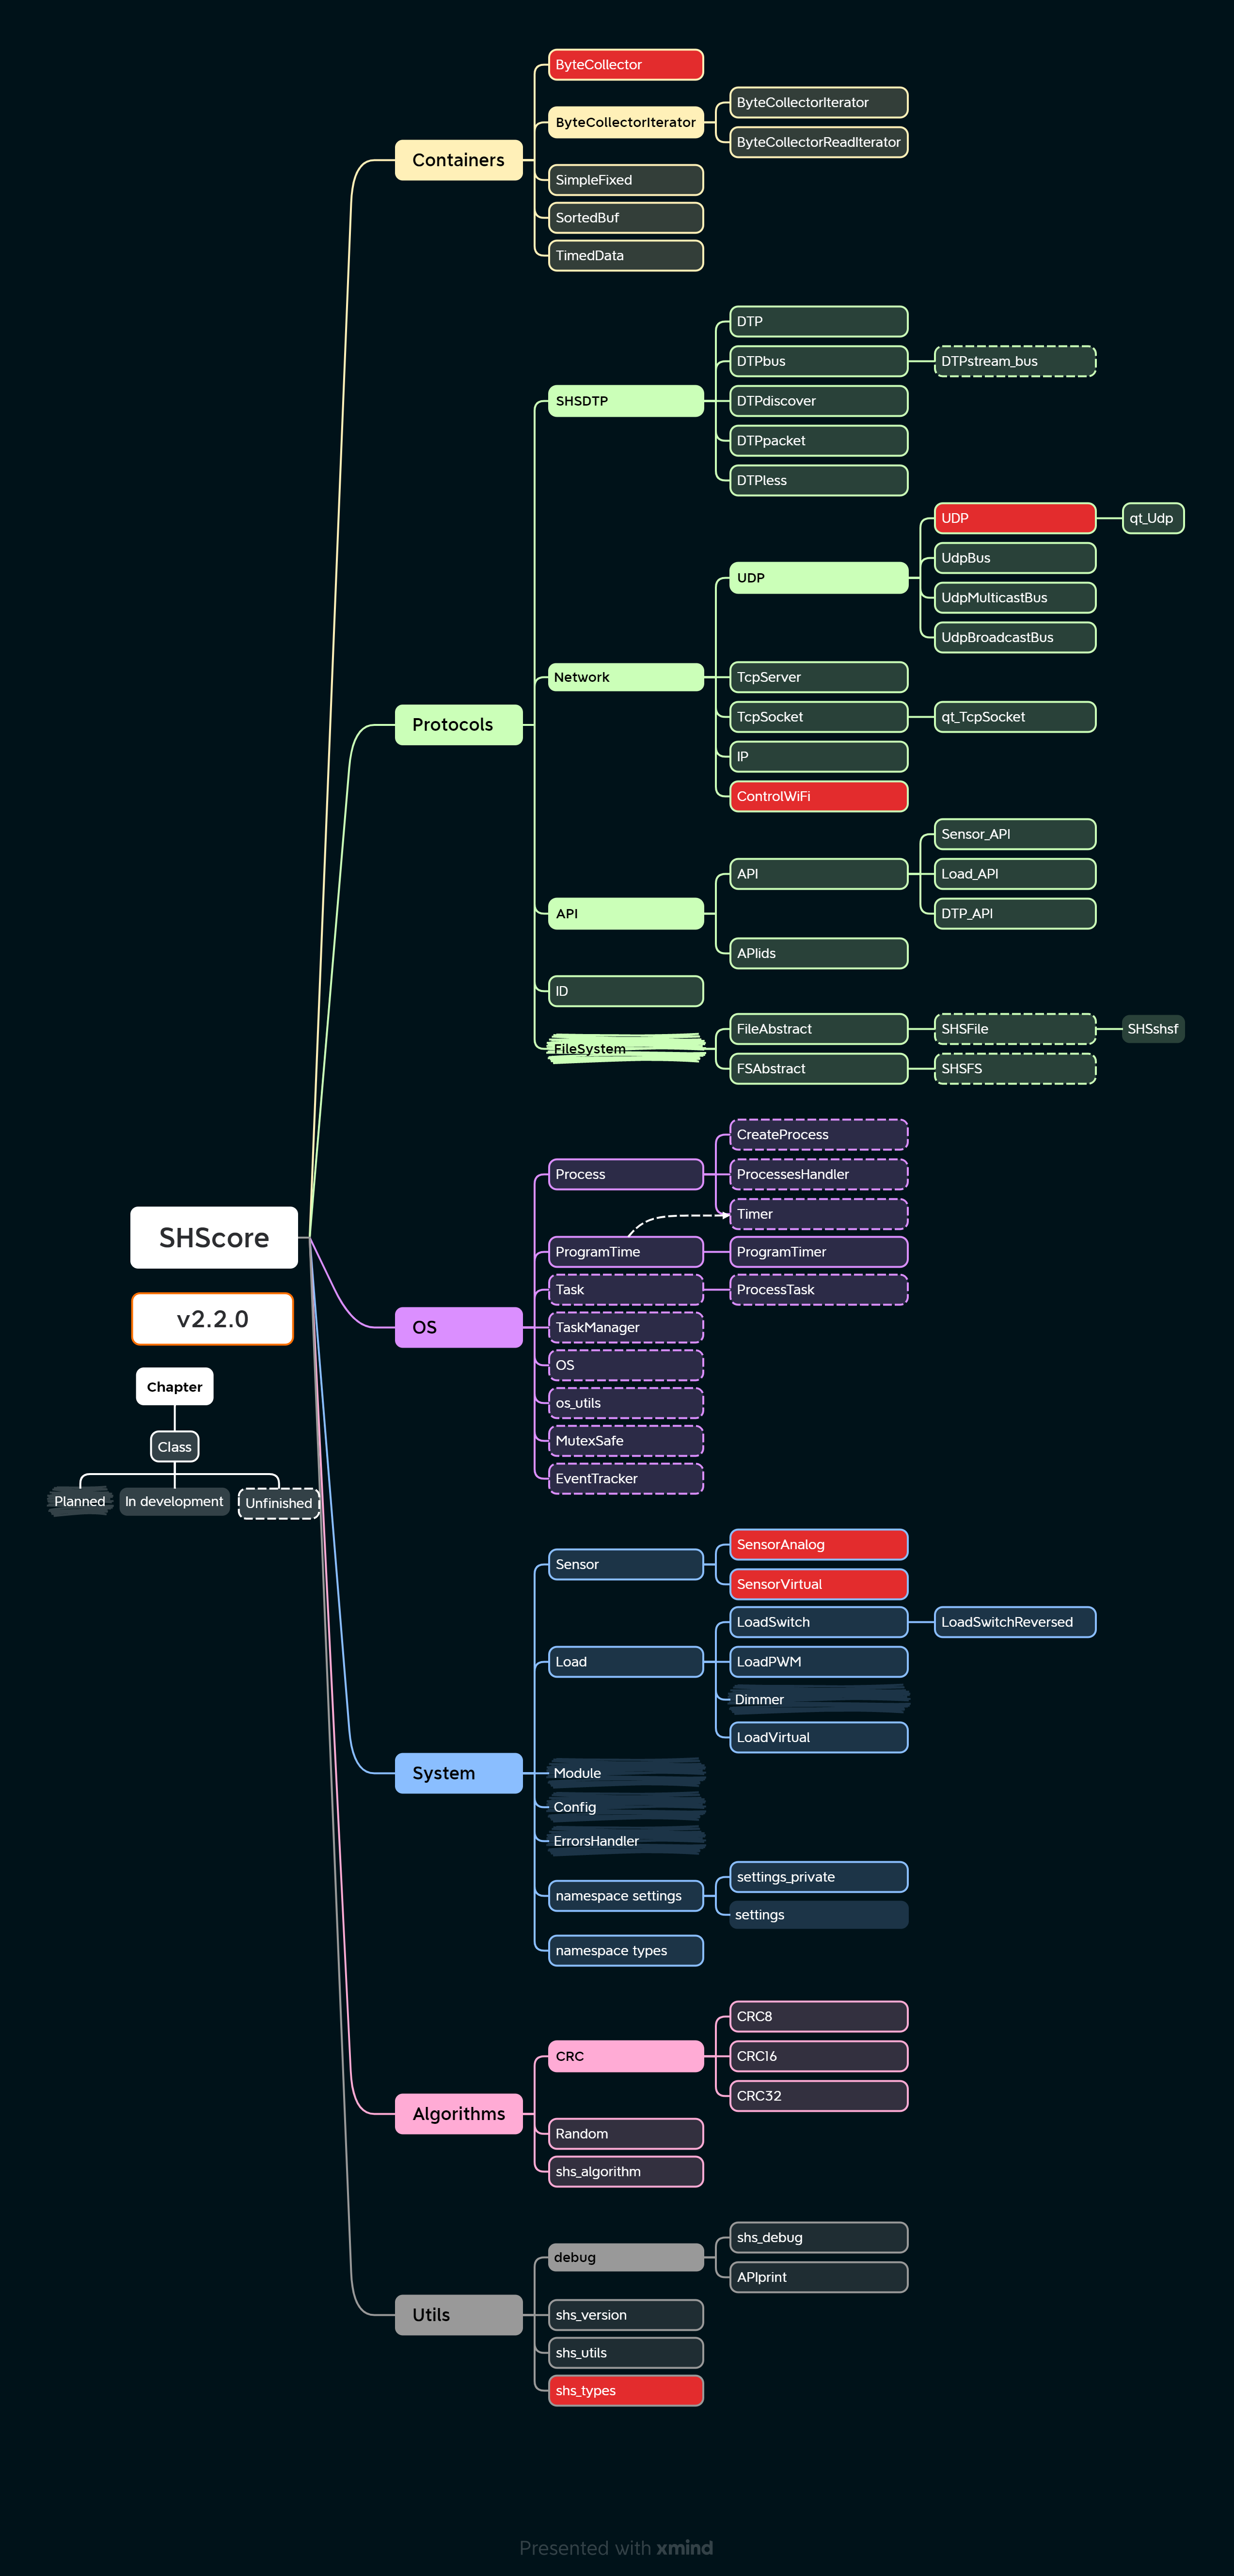 SHScore
v2.2.0
Chapter
Class
Planned
In development
Unfinished
Containers
ByteCollector
ByteCollectorIterator
ByteCollectorIterator
ByteCollectorReadIterator
SimpleFixed
SortedBuf
TimedData
Protocols
SHSDTP
DTP
DTPbus
DTPstream_bus
DTPdiscover
DTPpacket
DTPless
Network
UDP
UDP
qt_Udp
UdpBus
UdpMulticastBus
UdpBroadcastBus
TcpServer
TcpSocket
qt_TcpSocket
IP
ControlWiFi
API
API
Sensor_API
Load_API
DTP_API
APIids
ID
FileSystem
FileAbstract
SHSFile
SHSshsf
FSAbstract
SHSFS
OS
Process
CreateProcess
ProcessesHandler
Timer
ProgramTime
ProgramTimer
Task
ProcessTask
TaskManager
OS
os_utils
MutexSafe
EventTracker
System
Sensor
SensorAnalog
SensorVirtual
Load
LoadSwitch
LoadSwitchReversed
LoadPWM
Dimmer
LoadVirtual
Module
Config
ErrorsHandler
namespace settings
settings_private
settings
namespace types
Algorithms
CRC
CRC8
CRC16
CRC32
Random
shs_algorithm
Utils
debug
shs_debug
APIprint
shs_version
shs_utils
shs_types
Presented with xmind